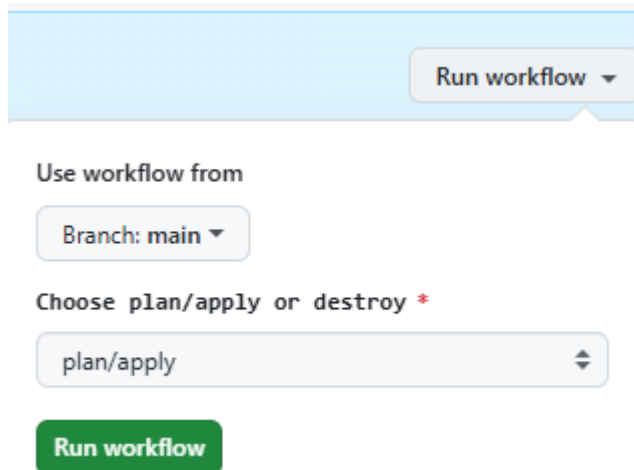 Run workflow
Use workflow from
Branch: main
Choose plan/apply or destroy *
plan/apply
Run workflow